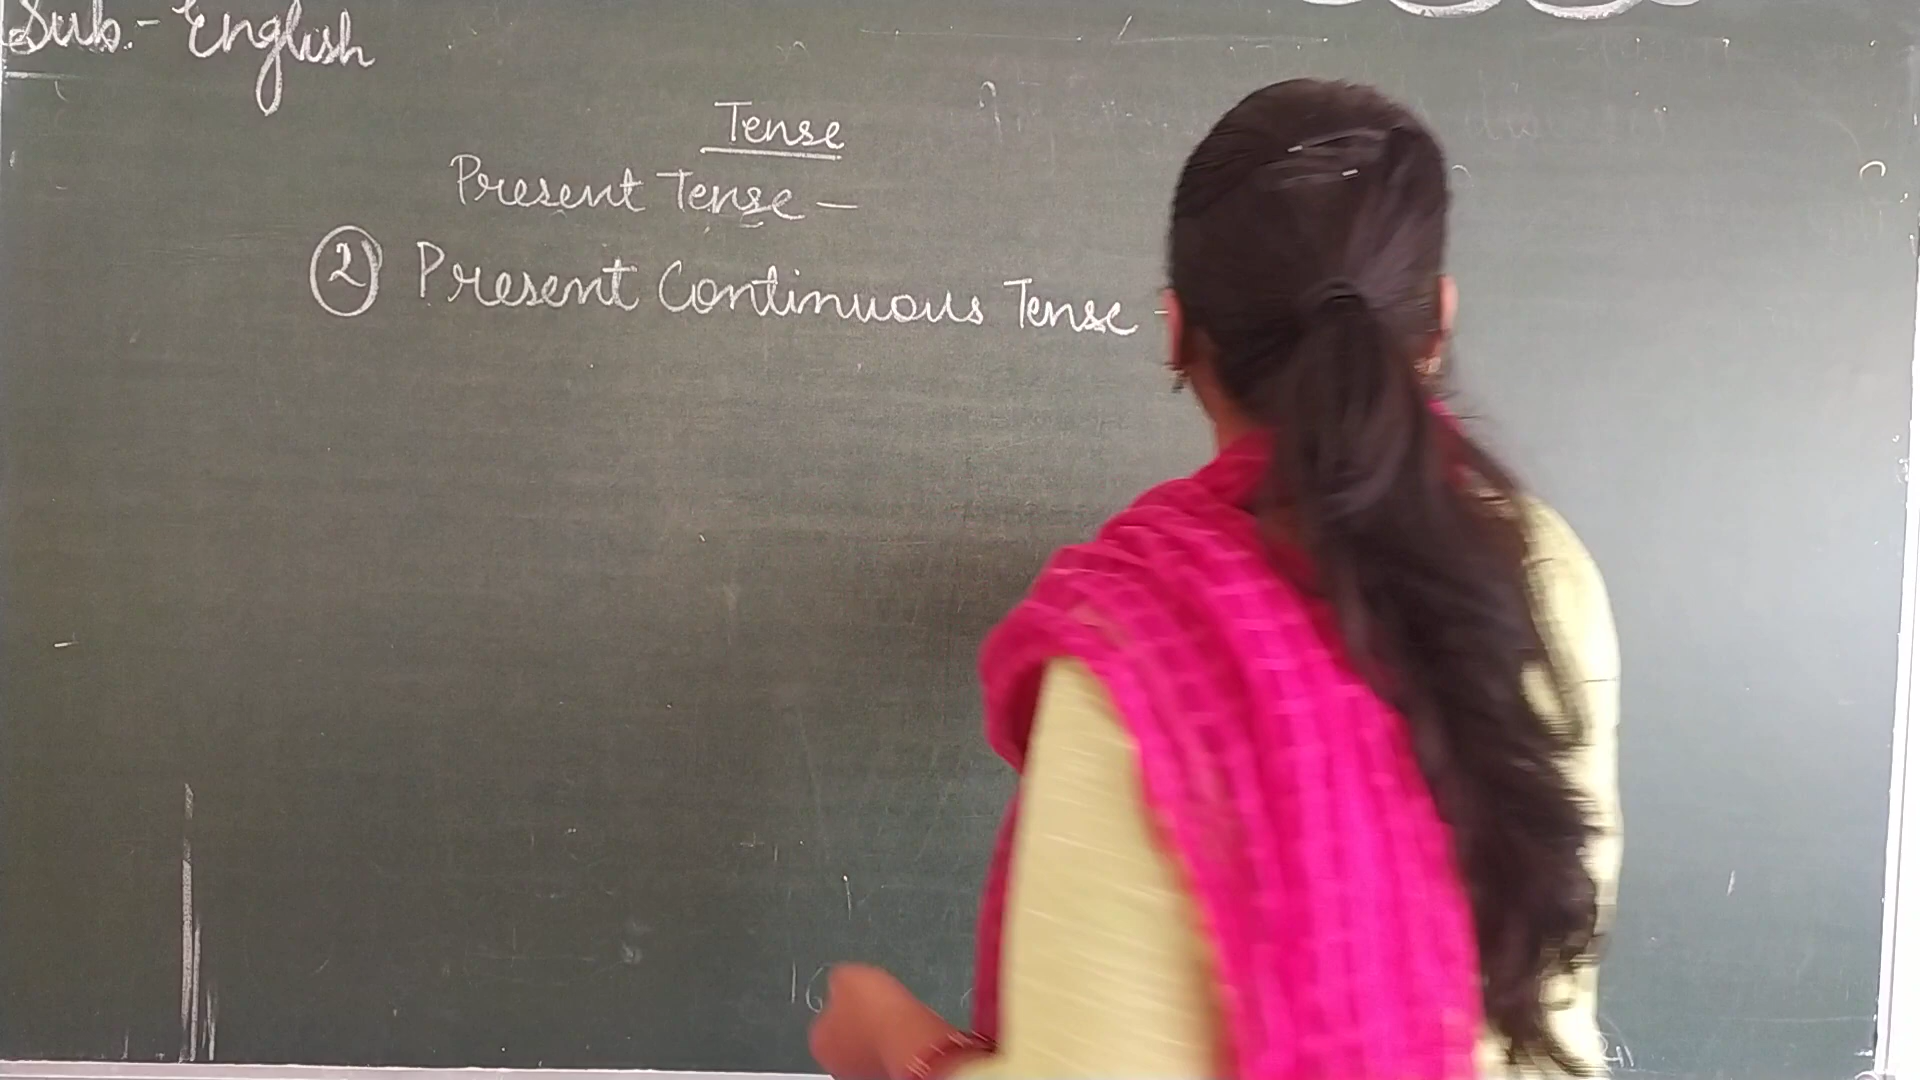 Sub.- English
Tense
Present Tense —
2 Present Continuous Tense -